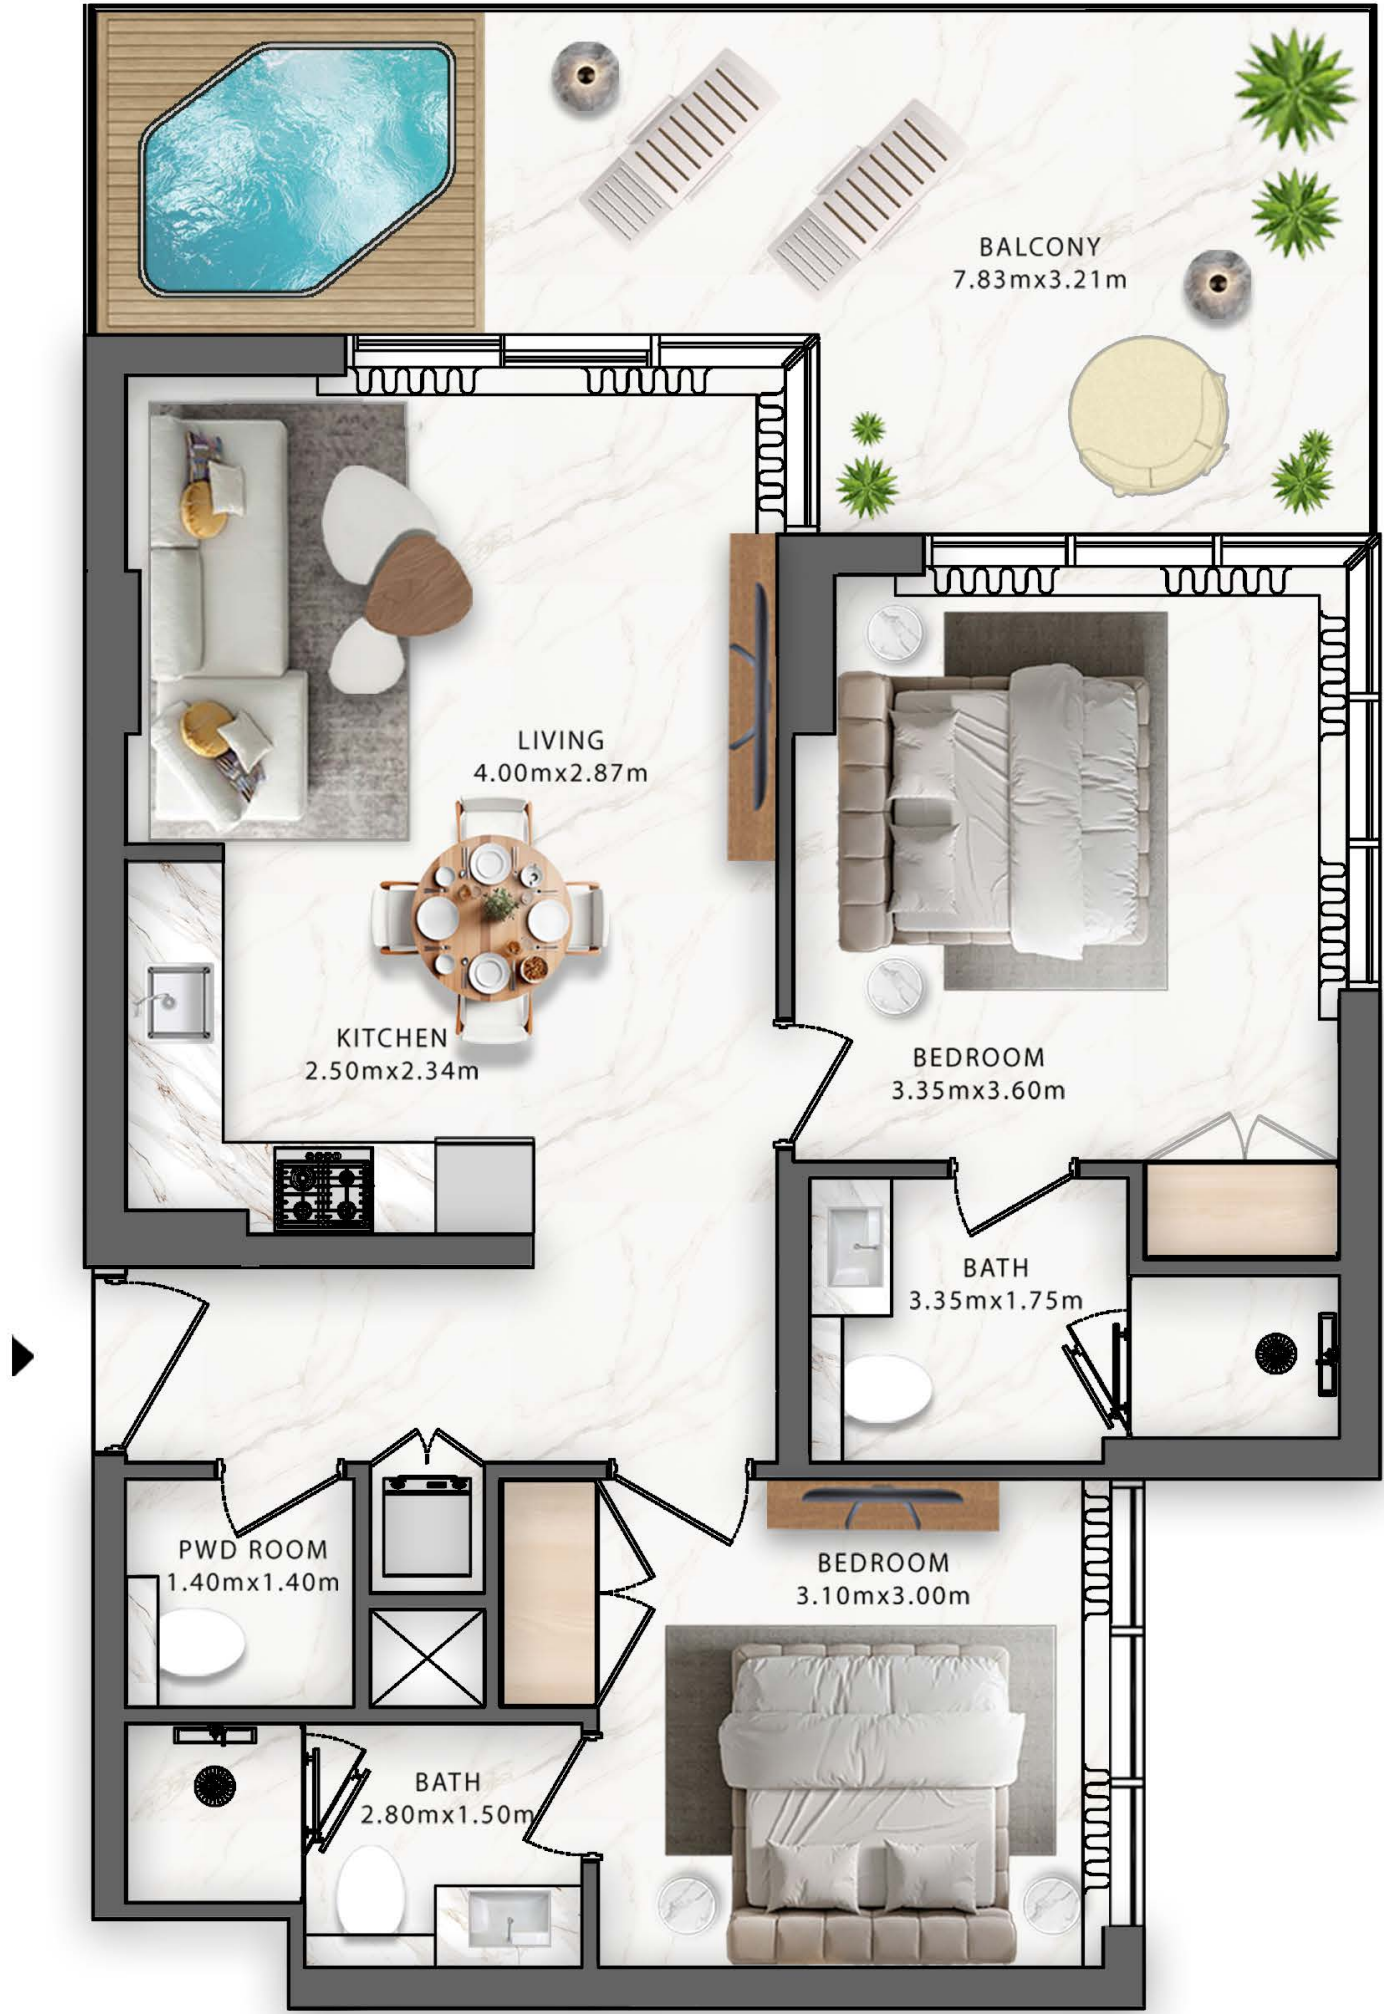 BALCONY
7.83mx3.21m
LIVING
4.00mx2.87m
KITCHEN
2.50mx2.34m
BEDROOM
3.35mx3.60m
BATH
3.35mx1.75m
PWD ROOM
1.40mx1.40m
BEDROOM
3.10mx3.00m
BATH
2.80mx1.50m